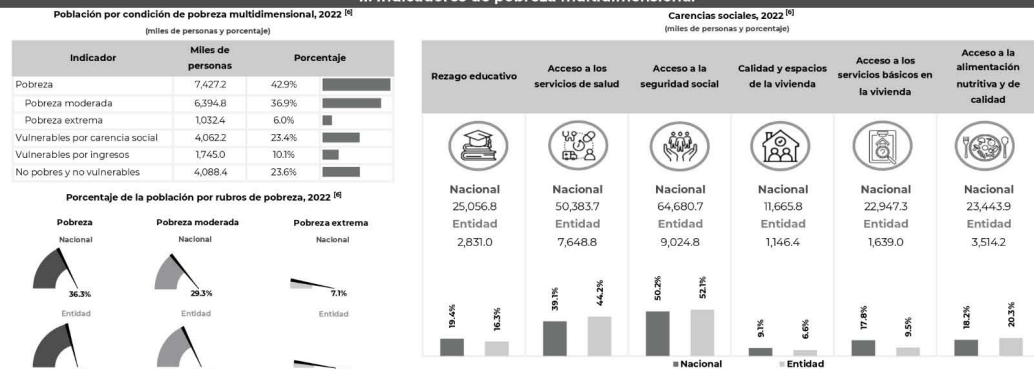 Población por condición de pobreza multidimensional, 2022 [6]
(miles de personas y porcentaje)
Indicador Miles de personas Porcentaje
Pobreza 7,427.2 42.9%
Pobreza moderada 6,394.8 36.9%
Pobreza extrema 1,032.4 6.0%
Vulnerables por carencia social 4,062.2 23.4%
Vulnerables por ingresos 1,745.0 10.1%
No pobres y no vulnerables 4,088.4 23.6%
Porcentaje de la población por rubros de pobreza, 2022 [6]
Pobreza Pobreza moderada Pobreza extrema
Nacional Nacional Nacional
36.3% 29.3% 7.1%
Entidad Entidad Entidad
Carencias sociales, 2022 [6]
(miles de personas y porcentaje)
Rezago educativo
Acceso a los servicios de salud
Acceso a la seguridad social
Calidad y espacios de la vivienda
Acceso a los servicios básicos en la vivienda
Acceso a la alimentación nutritiva y de calidad
Nacional Nacional Nacional Nacional Nacional Nacional
25,056.8 50,383.7 64,680.7 11,665.8 22,947.3 23,443.9
Entidad Entidad Entidad Entidad Entidad Entidad
2,831.0 7,648.8 9,024.8 1,146.4 1,639.0 3,514.2
19.4% 16.3% 39.1% 44.2% 50.2% 52.1% 9.1% 6.6% 17.8% 9.5% 18.2% 20.3%
Nacional Entidad